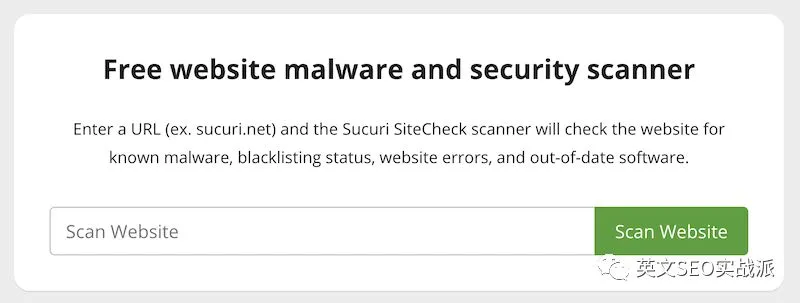 Free website malware and security scanner
Enter a URL (ex. sucuri.net) and the Sucuri SiteCheck scanner will check the website for
known malware, blacklisting status, website errors, and out-of-date software.
Scan Website
Scan Website
英文SEO实战派